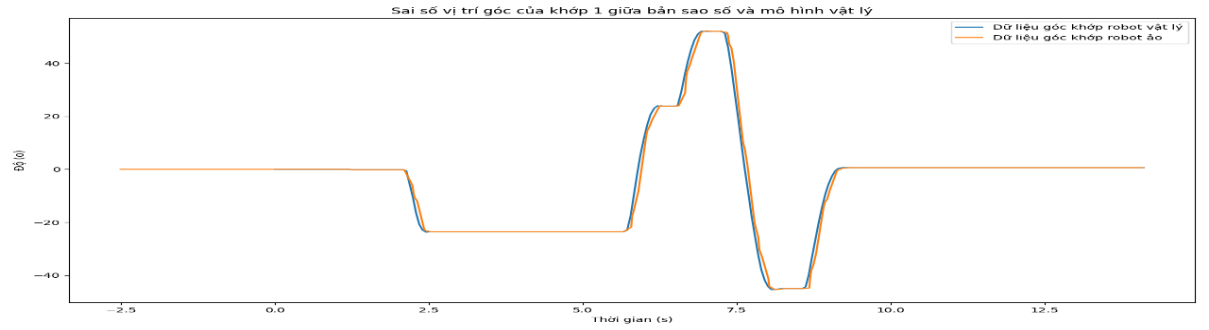 Sai số vị trí góc của khớp 1 giữa bản sao số và mô hình vật lý
Dữ liệu góc khớp robot vật lý
Dữ liệu góc khớp robot ảo
Độ (o)
40
20
0
−20
−40
−2.5 0.0 2.5 5.0 7.5 10.0 12.5
Thời gian (s)